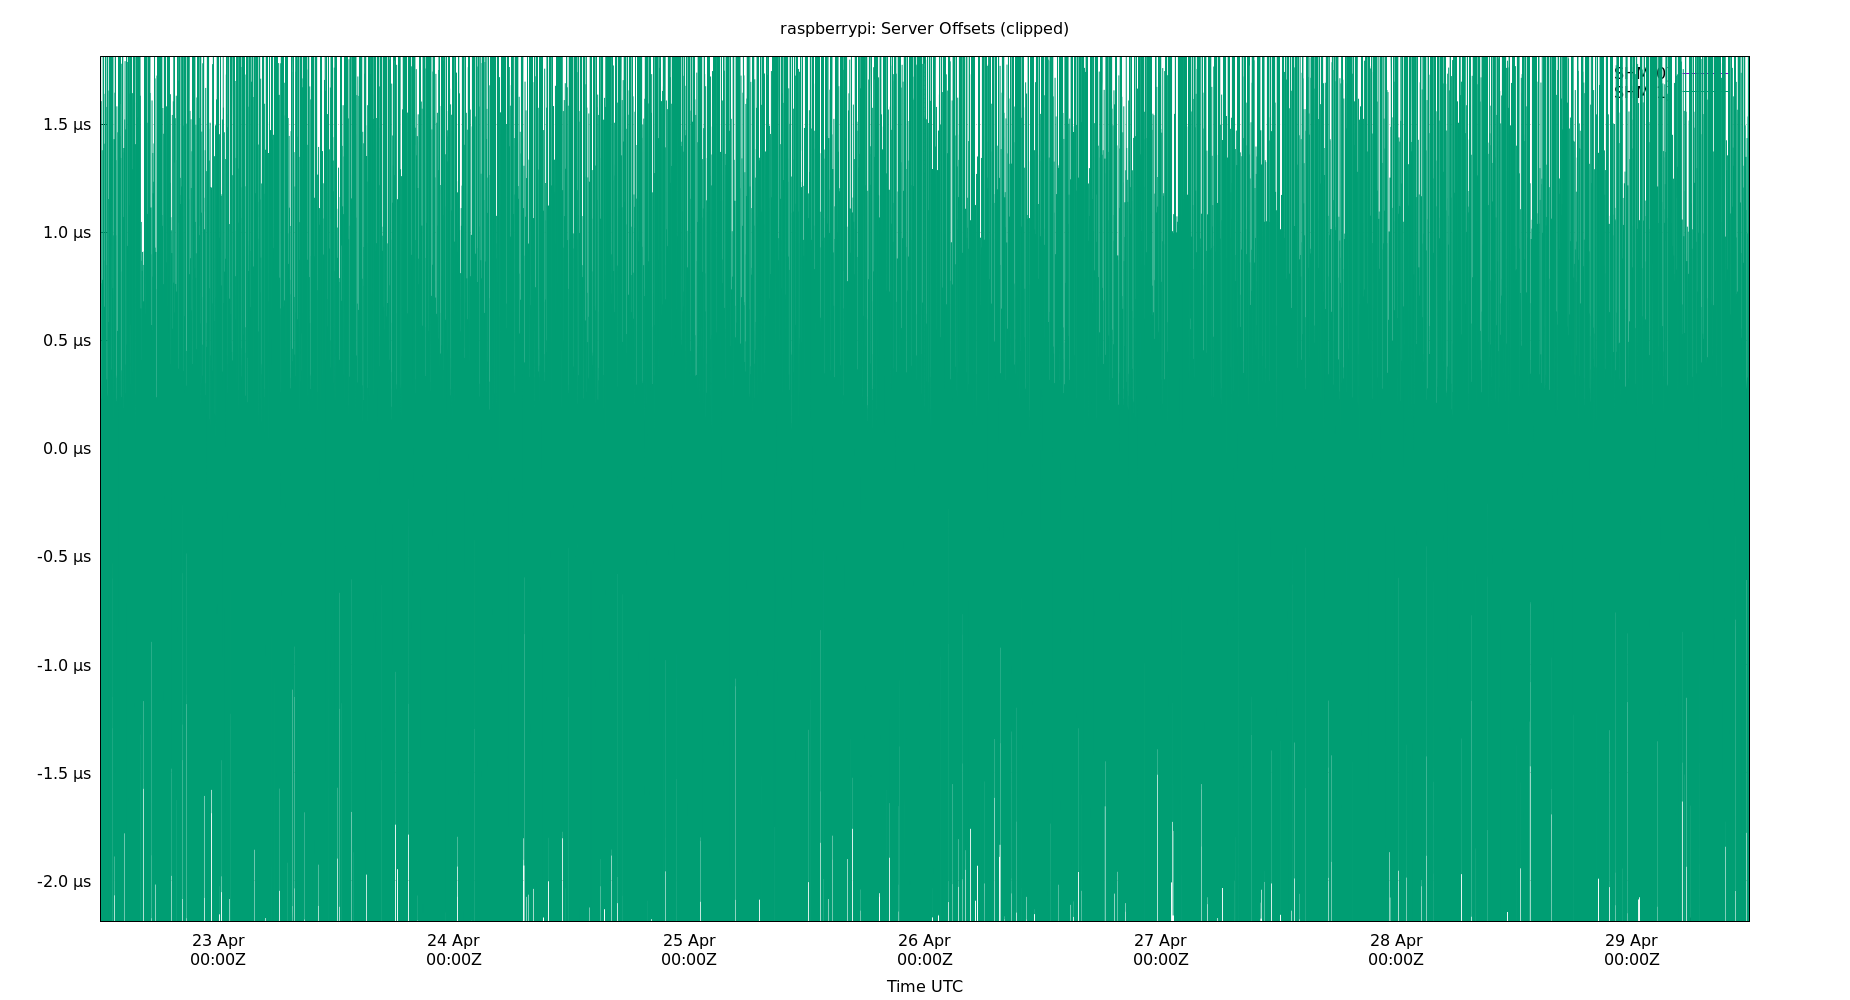 raspberrypi: Server Offsets (clipped)
1.5 µs
1.0 µs
0.5 µs
0.0 µs
-0.5 µs
-1.0 µs
-1.5 µs
-2.0 µs
23 Apr
00:00Z
24 Apr
00:00Z
25 Apr
00:00Z
26 Apr
00:00Z
27 Apr
00:00Z
28 Apr
00:00Z
29 Apr
00:00Z
Time UTC